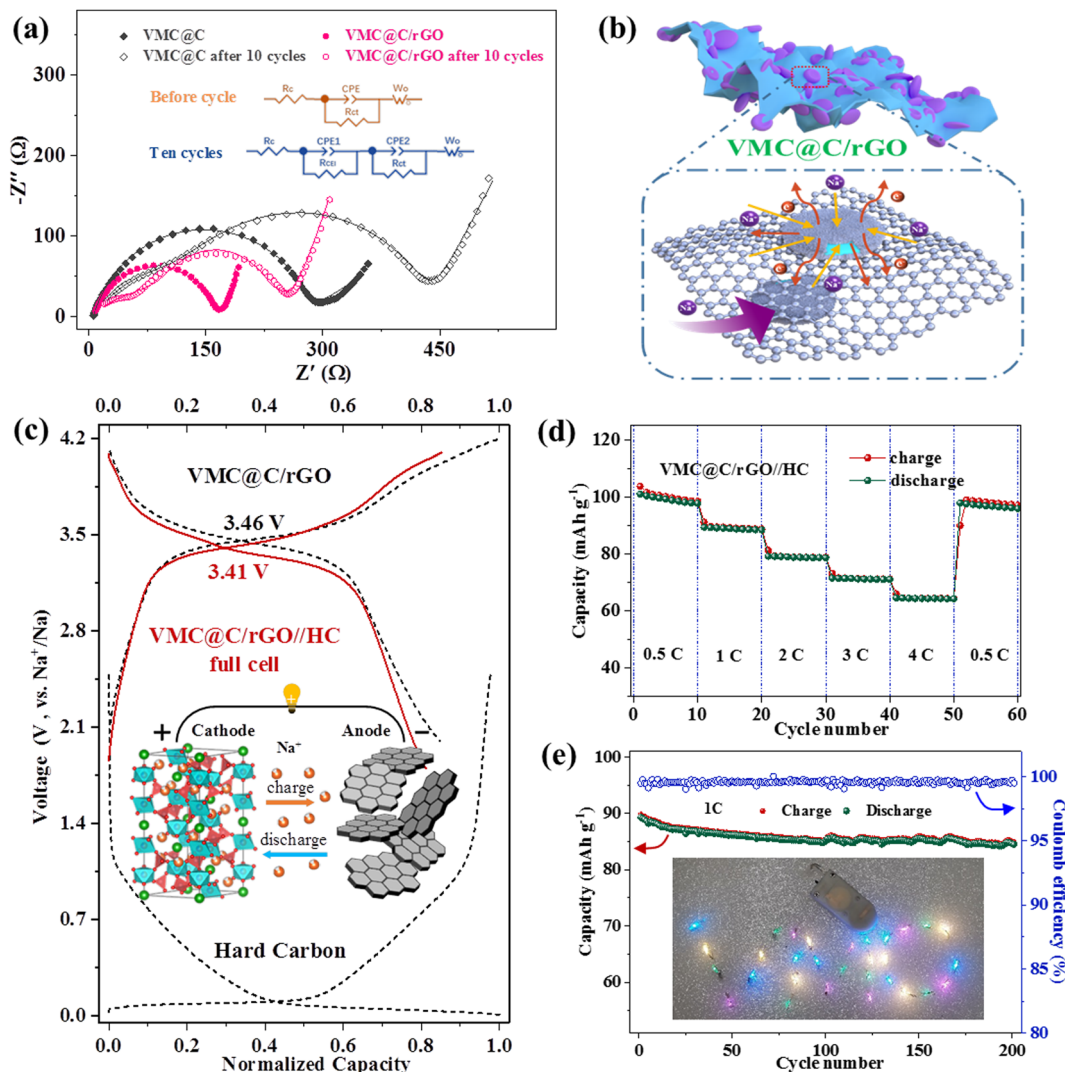 (a)
VMC@C
VMC@C/rGO
VMC@C after 10 cycles
VMC@C/rGO after 10 cycles
Before cycle
Rc
CPE
Wo
Rct
Ten cycles
Rc
CPE1
CPE2
Wo
RCEI
Rct
-Z″ (Ω)
300
200
100
0
0
150
300
450
Z′ (Ω)
(b)
VMC@C/rGO
Na⁺
Na⁺
Na⁺
Na⁺
Na⁺
(c)
0.0 0.2 0.4 0.6 0.8 1.0
4.2
3.5
2.8
2.1
1.4
0.7
0.0
Voltage (V, vs. Na⁺/Na)
VMC@C/rGO
3.46 V
3.41 V
VMC@C/rGO//HC
full cell
+
Cathode
Anode
−
Na⁺
charge
discharge
Hard Carbon
0.0 0.2 0.4 0.6 0.8 1.0
Normalized Capacity
(d)
VMC@C/rGO//HC
charge
discharge
120
100
80
60
40
Capacity (mAh g⁻¹)
0.5 C
1 C
2 C
3 C
4 C
0.5 C
0 10 20 30 40 50 60
Cycle number
(e)
100
90
80
70
60
Capacity (mAh g⁻¹)
1C
Charge
Discharge
100
95
90
85
80
Coulomb efficiency (%)
0 50 100 150 200
Cycle number